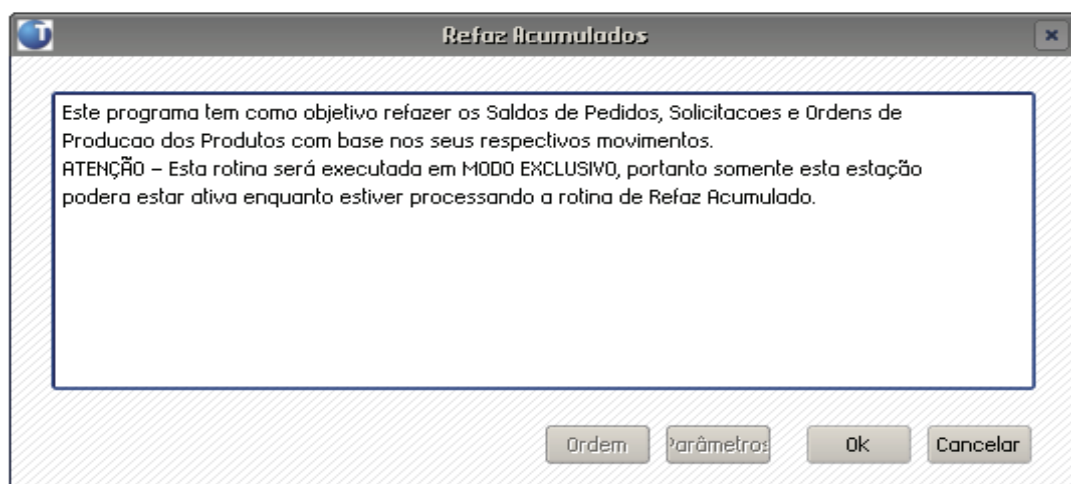 Refaz Acumulados
Este programa tem como objetivo refazer os Saldos de Pedidos, Solicitacoes e Ordens de
Producao dos Produtos com base nos seus respectivos movimentos.
ATENÇÃO - Esta rotina será executada em MODO EXCLUSIVO, portanto somente esta estação
podera estar ativa enquanto estiver processando a rotina de Refaz Acumulado.
Ordem
Parâmetros
Ok
Cancelar